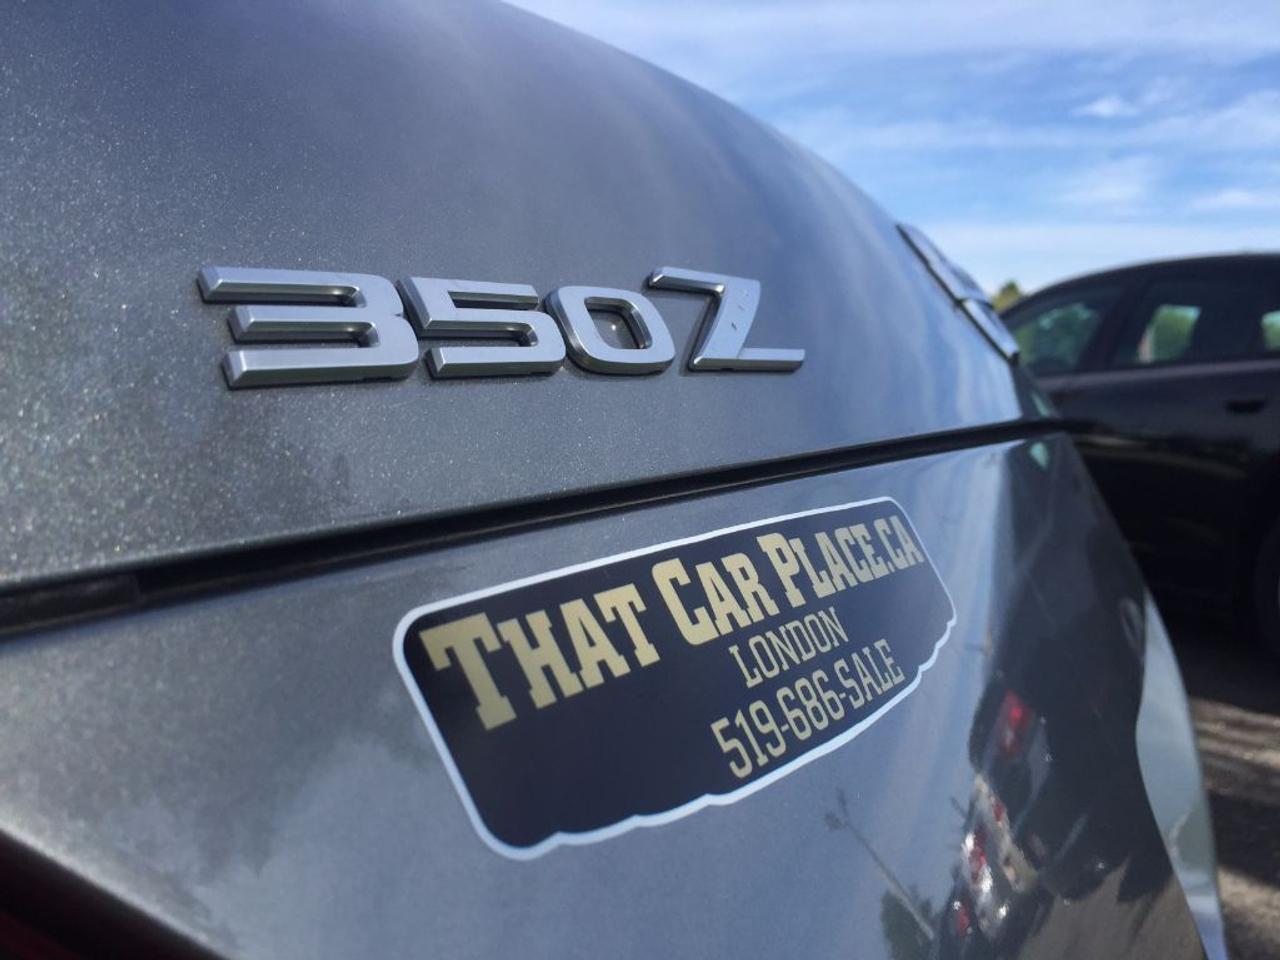 350Z
THAT CAR PLACE.CA
LONDON
519-686-SALE